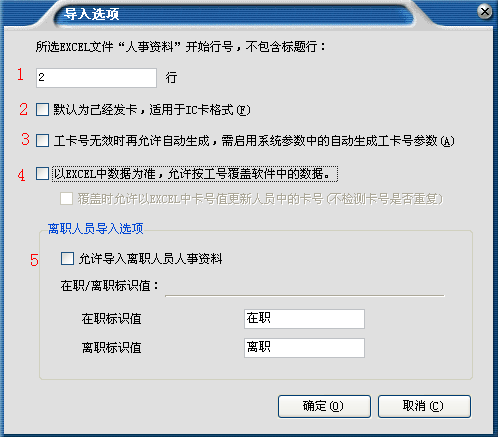 导入选项
所选EXCEL文件“人事资料”开始行号，不包含标题行：
1 2 行
2 默认为已经发卡，适用于IC卡格式(F)
3 工卡号无效时再允许自动生成，需启用系统参数中的自动生成工卡号参数(A)
4 以EXCEL中数据为准，允许按工号覆盖软件中的数据。
覆盖时允许以EXCEL中卡号值更新人员中的卡号(不检测卡号是否重复)
离职人员导入选项
5 允许导入离职人员人事资料
在职/离职标识值：
在职标识值 在职
离职标识值 离职
确定(O) 取消(C)